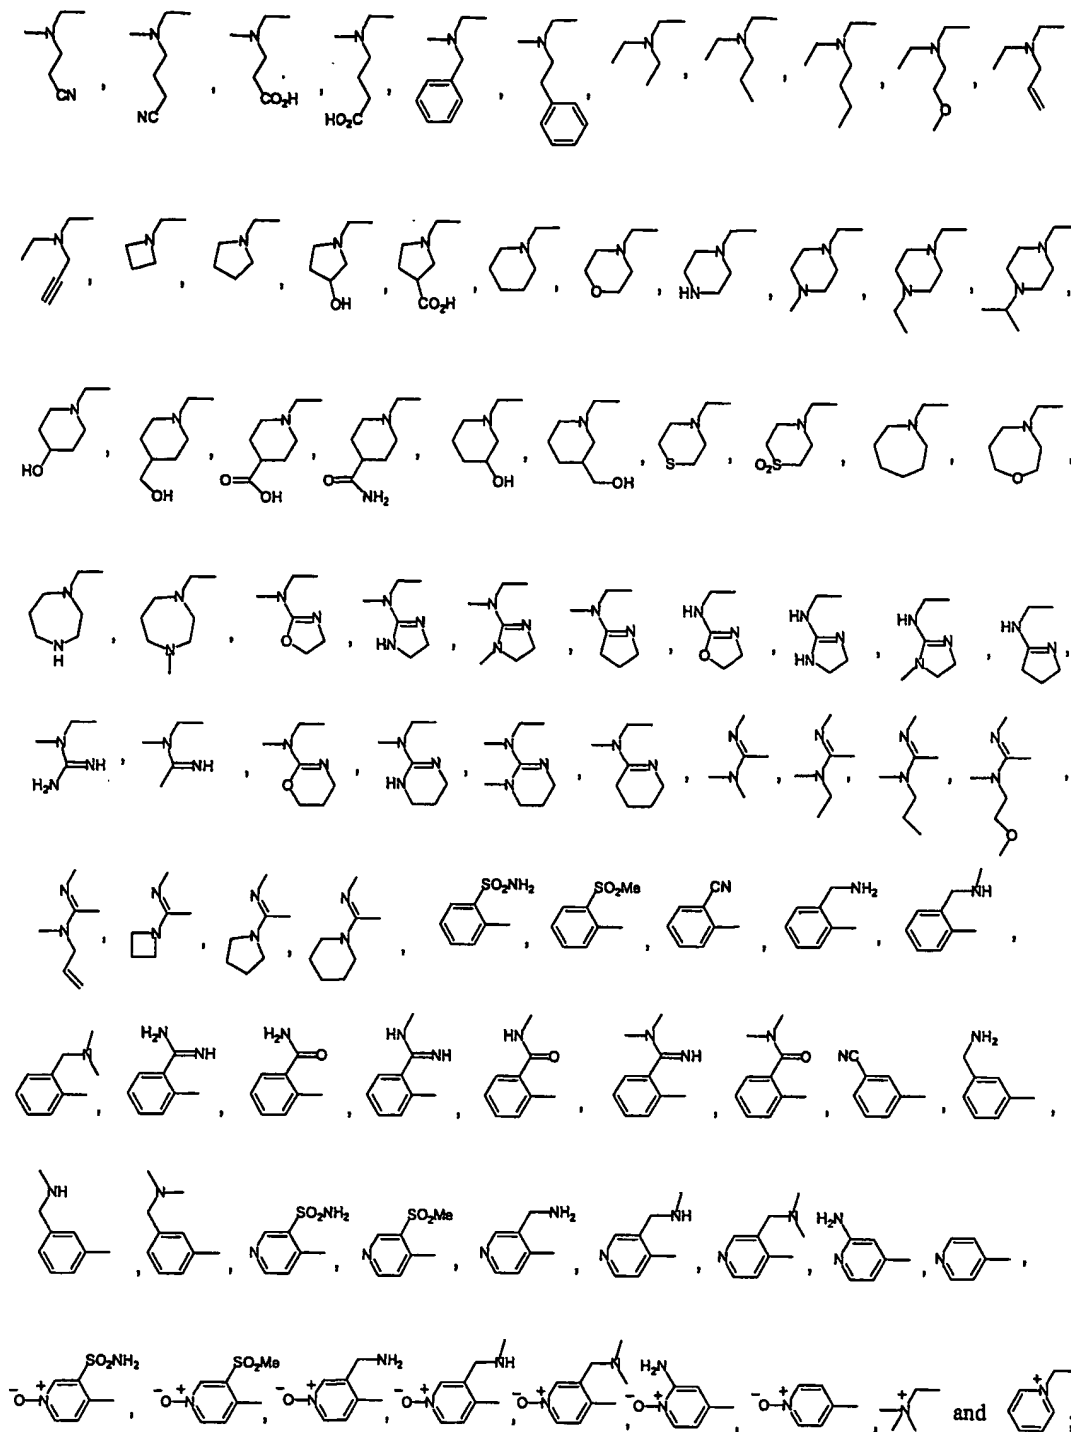 N N N N N N N N N N N
CN , NC , CO₂H , HO₂C , , , , , , O ,
N N N N N N N N N N N
, , , OH , CO₂H , , O , HN , N , N , N ,
N N N N N N N N N N
HO , OH , O OH , O NH₂ , OH , OH , S , S O₂ , , O ,
N N N N N N N N HN N HN N HN N HN N
N H , N , O , HN , N , , O , HN , N , ,
N N N N N N N N N N
H₂N NH , NH , O N , HN N , N N , N , N , N , N , N O ,
N N N N SO₂NH₂ SO₂Me CN NH₂ NH
N , N , N , N , , , , , ,
N H₂N NH H₂N O HN NH HN O N NH N O NC NH₂
, , , , , , , , ,
NH N SO₂NH₂ SO₂Me NH₂ NH N H₂N
, , N , N , N , N , N , N , N ,
SO₂NH₂ SO₂Me NH₂ NH N H₂N N⁺
⁻O–N⁺ , ⁻O–N⁺ , ⁻O–N⁺ , ⁻O–N⁺ , ⁻O–N⁺ , ⁻O–N⁺ , ⁻O–N⁺ , N⁺ and ;